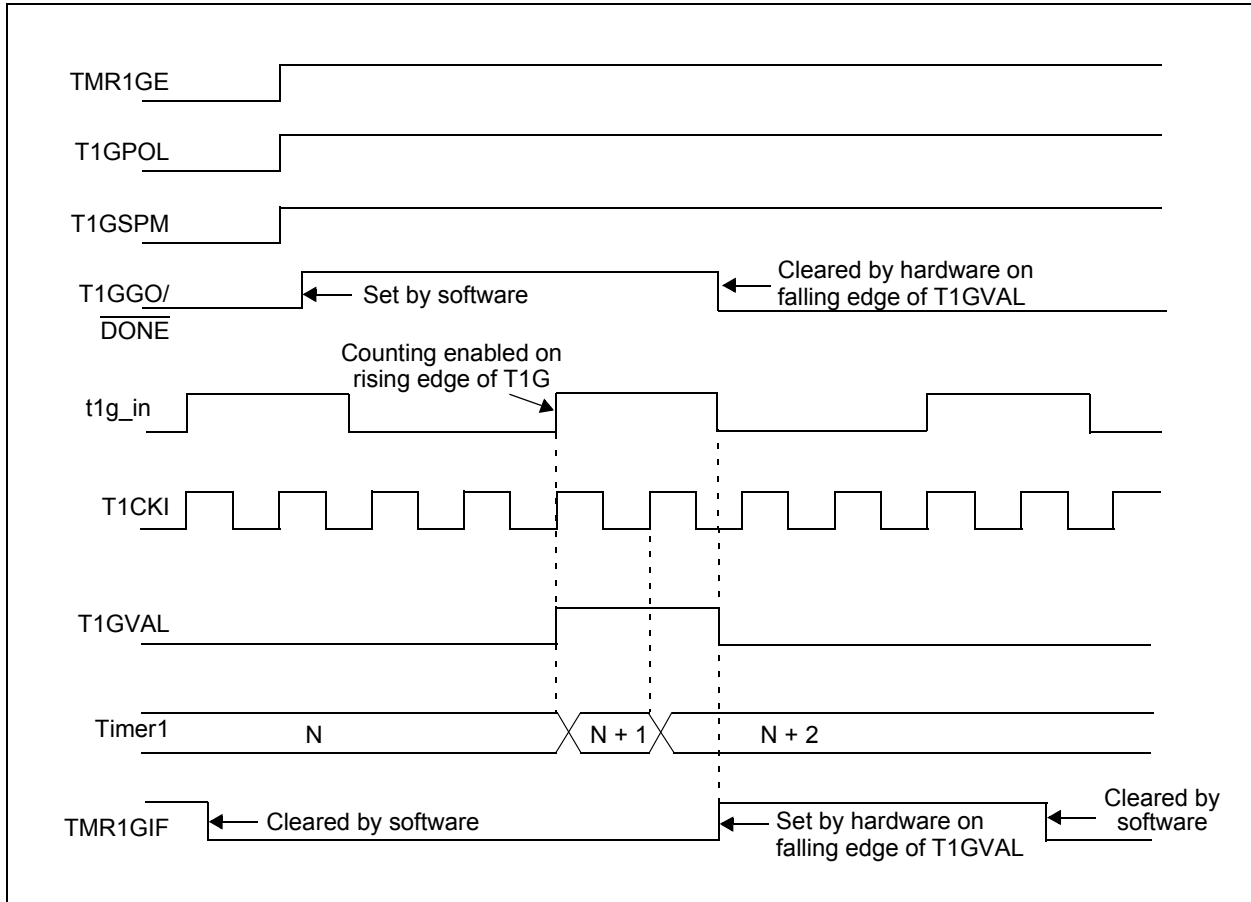 TMR1GE
T1GPOL
T1GSPM
T1GGO/
DONE
Set by software
Cleared by hardware on
falling edge of T1GVAL
Counting enabled on
rising edge of T1G
t1g_in
T1CKI
T1GVAL
Timer1
N
N + 1
N + 2
TMR1GIF
Cleared by software
Set by hardware on
falling edge of T1GVAL
Cleared by
software